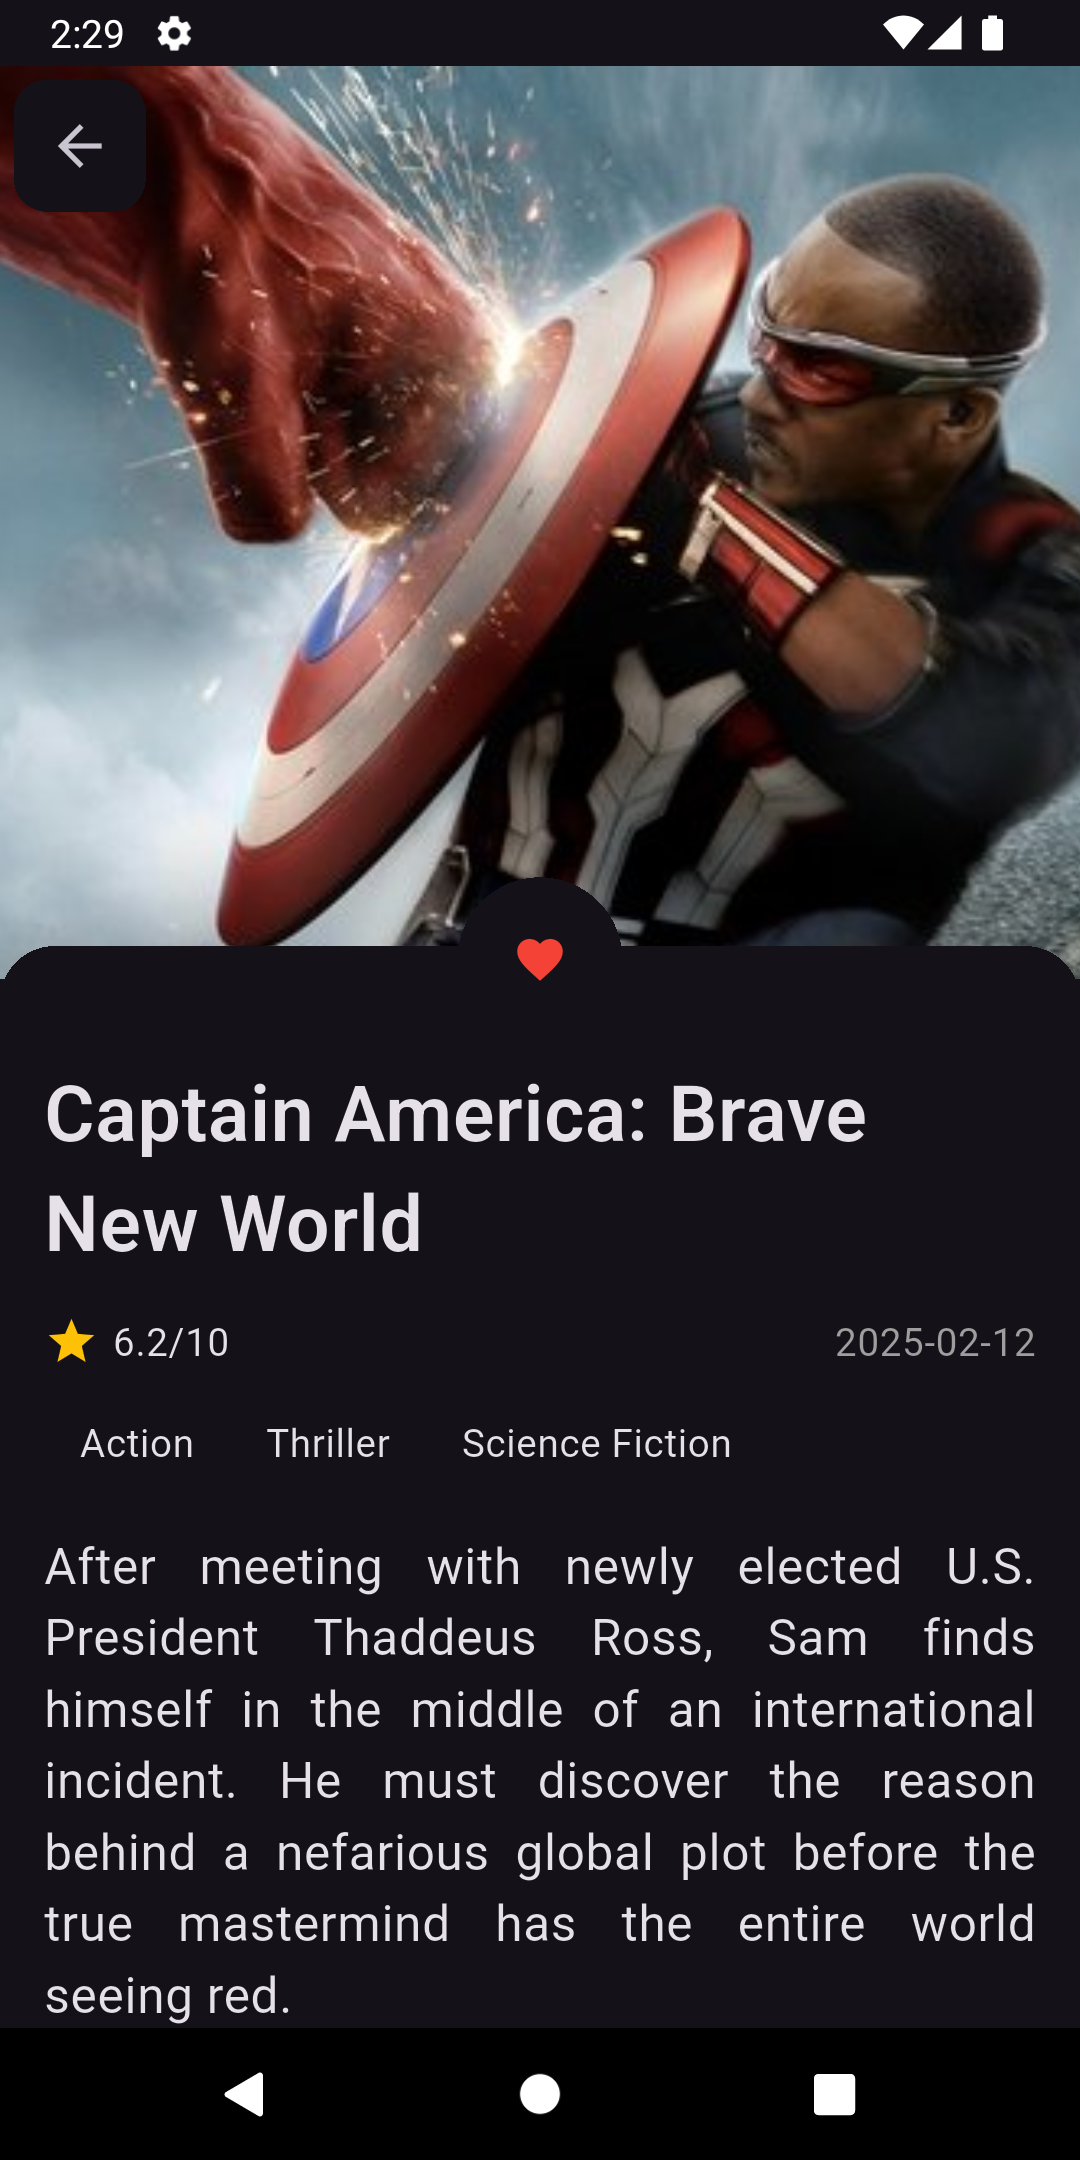 2:29
Captain America: Brave
New World
6.2/10
2025-02-12
Action Thriller Science Fiction
After meeting with newly elected U.S.
President Thaddeus Ross, Sam finds
himself in the middle of an international
incident. He must discover the reason
behind a nefarious global plot before the
true mastermind has the entire world
seeing red.